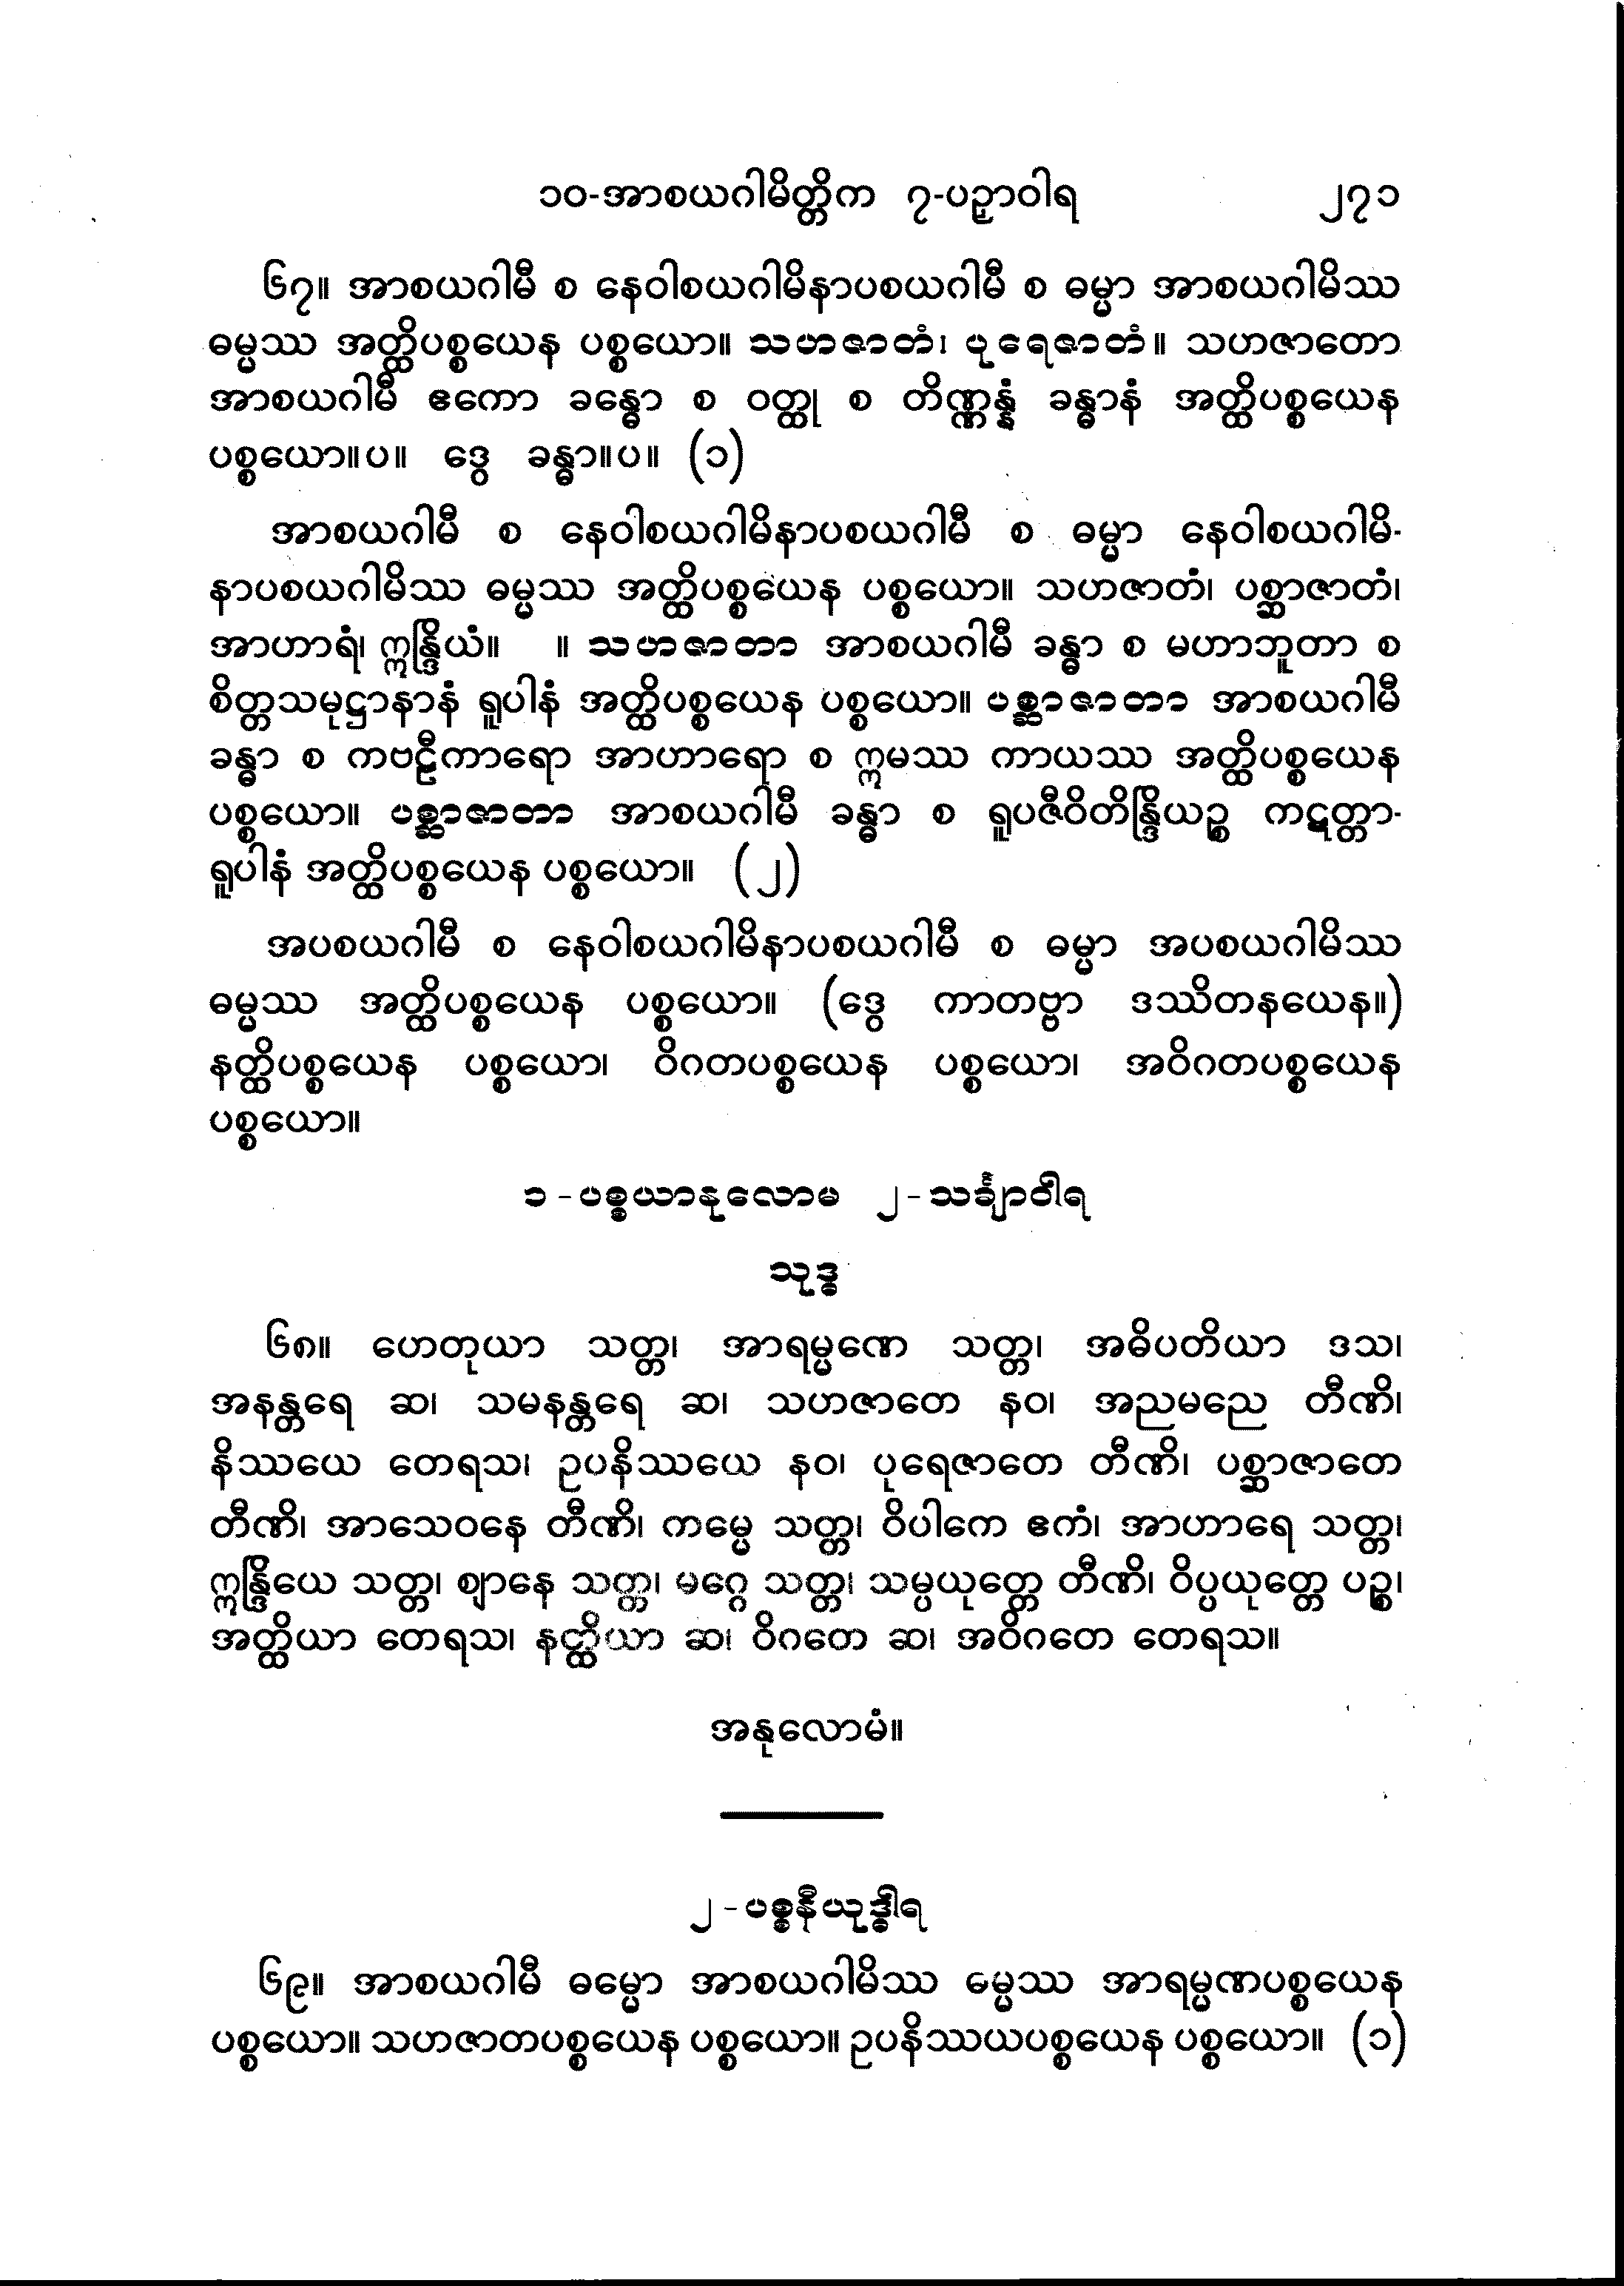 ၁၀-အာစယဂါမိတ္တိက ၇-ပဉှာဝါရ ၂၇၁
၆၇။ အာစယဂါမီ စ နေဝါစယဂါမိနာပစယဂါမီ စ ဓမ္မာ အာစယဂါမိဿ
ဓမ္မဿ အတ္ထိပစ္စယေန ပစ္စယော။ သဟဇာတံ၊ ပုရေဇာတံ။ သဟဇာတော
အာစယဂါမီ ဧကော ခန္ဓော စ ဝတ္ထု စ တိဏ္ဏန္နံ ခန္ဓာနံ အတ္ထိပစ္စယေန
ပစ္စယော။ပ။ ဒွေ ခန္ဓာ။ပ။ (၁)
အာစယဂါမီ စ နေဝါစယဂါမိနာပစယဂါမီ စ ဓမ္မာ နေဝါစယဂါမိ-
နာပစယဂါမိဿ ဓမ္မဿ အတ္ထိပစ္စယေန ပစ္စယော။ သဟဇာတံ၊ ပစ္ဆာဇာတံ၊
အာဟာရံ၊ ဣန္ဒြိယံ။ ။ သဟဇာတာ အာစယဂါမီ ခန္ဓာ စ မဟာဘူတာ စ
စိတ္တသမုဋ္ဌာနာနံ ရူပါနံ အတ္ထိပစ္စယေန ပစ္စယော။ ပစ္ဆာဇာတာ အာစယဂါမီ
ခန္ဓာ စ ကဗဠီကာရော အာဟာရော စ ဣမဿ ကာယဿ အတ္ထိပစ္စယေန
ပစ္စယော။ ပစ္ဆာဇာတာ အာစယဂါမီ ခန္ဓာ စ ရူပဇီဝိတိန္ဒြိယဉ္စ ကဋတ္တာ-
ရူပါနံ အတ္ထိပစ္စယေန ပစ္စယော။ (၂)
အပစယဂါမီ စ နေဝါစယဂါမိနာပစယဂါမီ စ ဓမ္မာ အပစယဂါမိဿ
ဓမ္မဿ အတ္ထိပစ္စယေန ပစ္စယော။ (ဒွေ ကာတဗ္ဗာ ဒဿိတနယေန။)
နတ္ထိပစ္စယေန ပစ္စယော၊ ဝိဂတပစ္စယေန ပစ္စယော၊ အဝိဂတပစ္စယေန
ပစ္စယော။
၁-ပစ္စယာနုလောမ ၂-သင်္ချာဝါရ
သုဒ္ဓ
၆၈။ ဟေတုယာ သတ္တ၊ အာရမ္မဏေ သတ္တ၊ အဓိပတိယာ ဒသ၊
အနန္တရေ ဆ၊ သမနန္တရေ ဆ၊ သဟဇာတေ နဝ၊ အညမညေ တီဏိ၊
နိဿယေ တေရသ၊ ဥပနိဿယေ နဝ၊ ပုရေဇာတေ တီဏိ၊ ပစ္ဆာဇာတေ
တီဏိ၊ အာသေဝနေ တီဏိ၊ ကမ္မေ သတ္တ၊ ဝိပါကေ ဧကံ၊ အာဟာရေ သတ္တ၊
ဣန္ဒြိယေ သတ္တ၊ ဈာနေ သတ္တ၊ မဂ္ဂေ သတ္တ၊ သမ္ပယုတ္တေ တီဏိ၊ ဝိပ္ပယုတ္တေ ပဉ္စ၊
အတ္ထိယာ တေရသ၊ နတ္ထိယာ ဆ၊ ဝိဂတေ ဆ၊ အဝိဂတေ တေရသ။
အနုလောမံ။
၂-ပစ္စနီယုဒ္ဓါရ
၆၉။ အာစယဂါမီ ဓမ္မော အာစယဂါမိဿ ဓမ္မေဿ အာရမ္မဏပစ္စယေန
ပစ္စယော။ သဟဇာတပစ္စယေန ပစ္စယော။ ဥပနိဿယပစ္စယေန ပစ္စယော။ (၁)